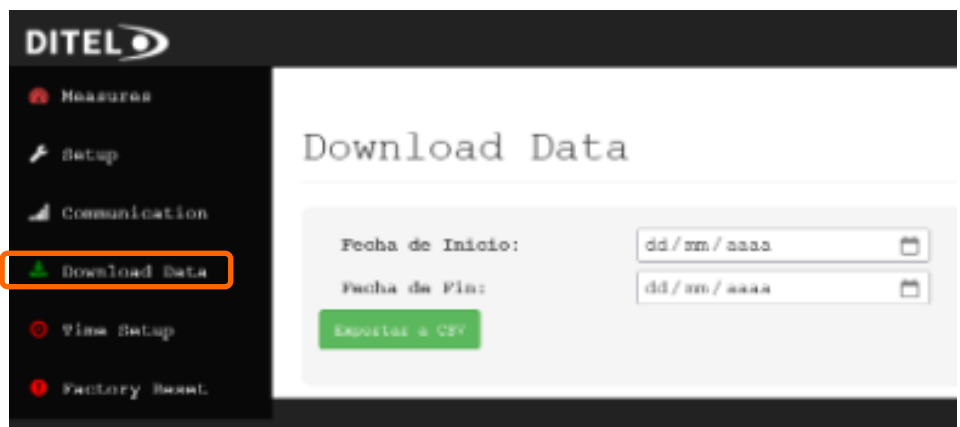 DITEL
Measures
Setup
Communication
Download Data
Time Setup
Factory Reset
Download Data
Fecha de Inicio: dd/mm/aaaa
Fecha de Fin: dd/mm/aaaa
Exportar a CSV